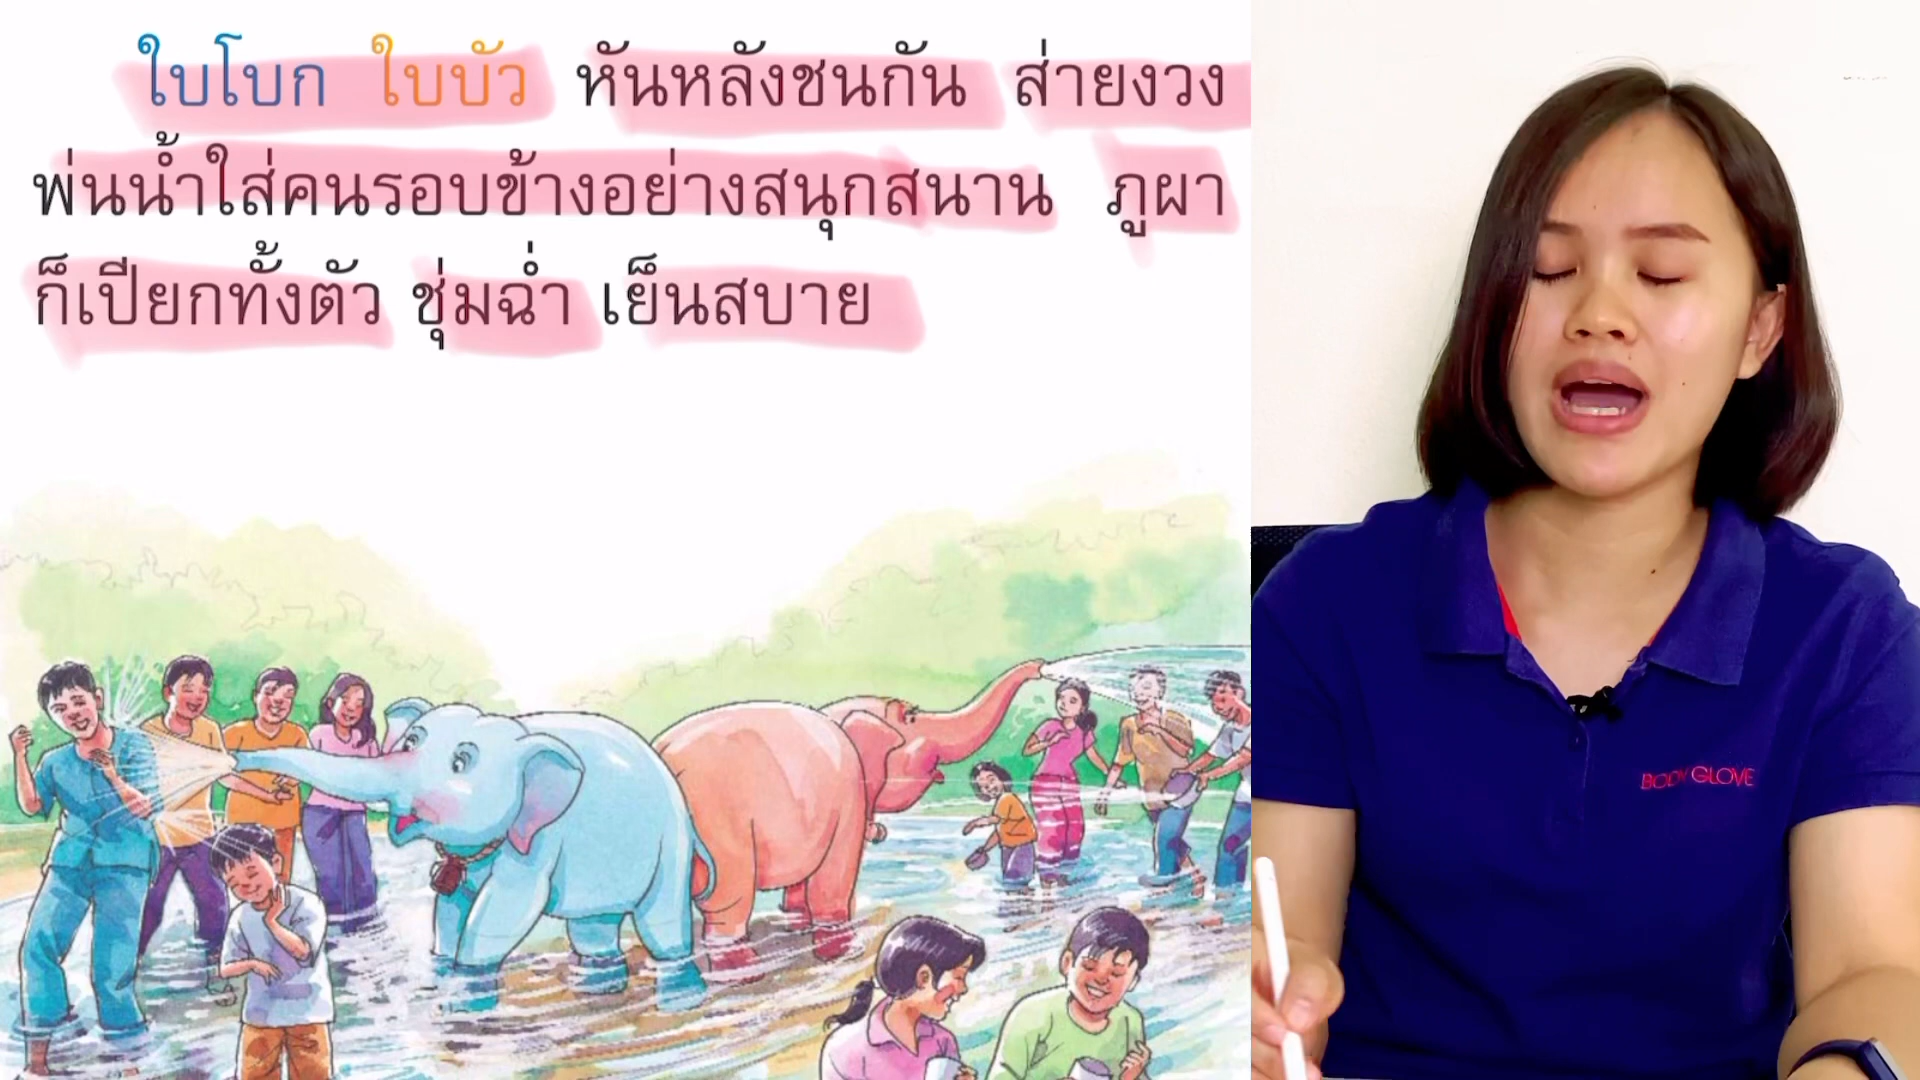 ใบโบก ใบบัว หันหลังชนกัน ส่ายงวง
พ่นน้ำใส่คนรอบข้างอย่างสนุกสนาน ภูผา
ก็เปียกทั้งตัว ชุ่มฉ่ำ เย็นสบาย
BODY GLOVE